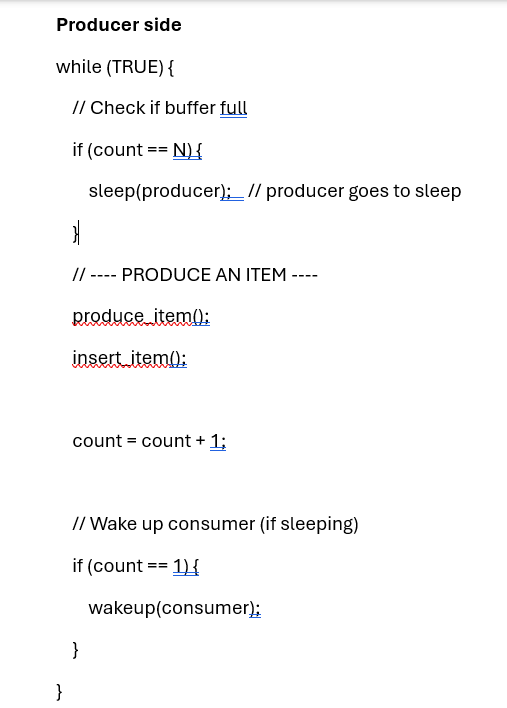 Producer side
while (TRUE) {
// Check if buffer full
if (count == N) {
sleep(producer);   // producer goes to sleep
}
// ---- PRODUCE AN ITEM ----
produce_item();
insert_item();
count = count + 1;
// Wake up consumer (if sleeping)
if (count == 1) {
wakeup(consumer);
}
}